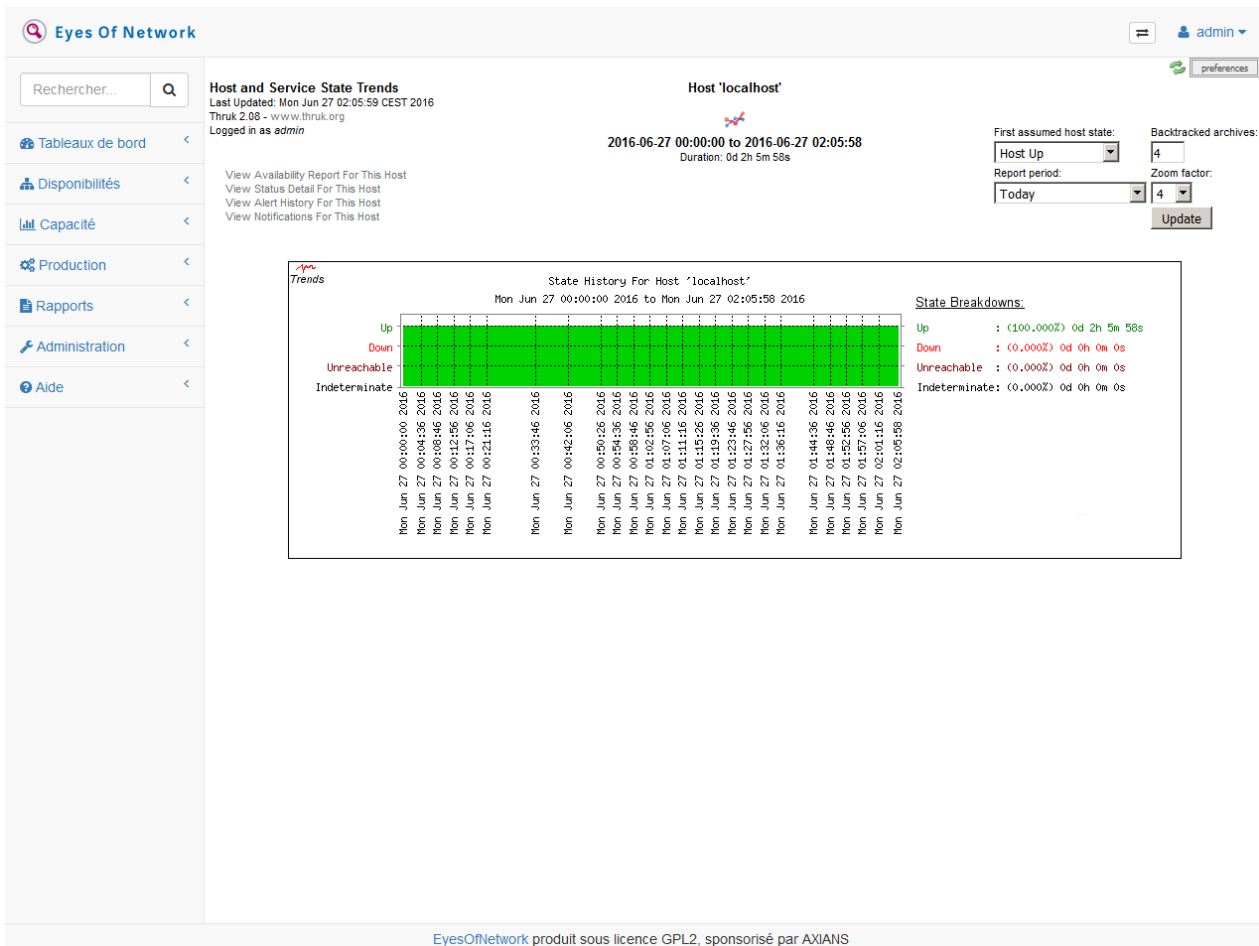 Eyes Of Network
admin
Rechercher...
Tableaux de bord
Disponibilités
Capacité
Production
Rapports
Administration
Aide
preferences
Host and Service State Trends
Last Updated: Mon Jun 27 02:05:59 CEST 2016
Thruk 2.08 - www.thruk.org
Logged in as admin
View Availability Report For This Host
View Status Detail For This Host
View Alert History For This Host
View Notifications For This Host
Host 'localhost'
2016-06-27 00:00:00 to 2016-06-27 02:05:58
Duration: 0d 2h 5m 58s
First assumed host state:
Host Up
Backtracked archives:
4
Report period:
Today
Zoom factor:
4
Update
Trends
State History For Host 'localhost'
Mon Jun 27 00:00:00 2016 to Mon Jun 27 02:05:58 2016
Up
Down
Unreachable
Indeterminate
Mon Jun 27 00:00:00 2016
Mon Jun 27 00:04:36 2016
Mon Jun 27 00:08:46 2016
Mon Jun 27 00:12:56 2016
Mon Jun 27 00:17:06 2016
Mon Jun 27 00:21:16 2016
Mon Jun 27 00:33:46 2016
Mon Jun 27 00:42:06 2016
Mon Jun 27 00:50:26 2016
Mon Jun 27 00:54:36 2016
Mon Jun 27 00:58:46 2016
Mon Jun 27 01:02:56 2016
Mon Jun 27 01:07:06 2016
Mon Jun 27 01:11:16 2016
Mon Jun 27 01:15:26 2016
Mon Jun 27 01:19:36 2016
Mon Jun 27 01:23:46 2016
Mon Jun 27 01:27:56 2016
Mon Jun 27 01:32:06 2016
Mon Jun 27 01:36:16 2016
Mon Jun 27 01:44:36 2016
Mon Jun 27 01:48:46 2016
Mon Jun 27 01:52:56 2016
Mon Jun 27 01:57:06 2016
Mon Jun 27 02:01:16 2016
Mon Jun 27 02:05:58 2016
State Breakdowns:
Up : (100.000%) 0d 2h 5m 58s
Down : (0.000%) 0d 0h 0m 0s
Unreachable : (0.000%) 0d 0h 0m 0s
Indeterminate: (0.000%) 0d 0h 0m 0s
EyesOfNetwork produit sous licence GPL2, sponsorisé par AXIANS